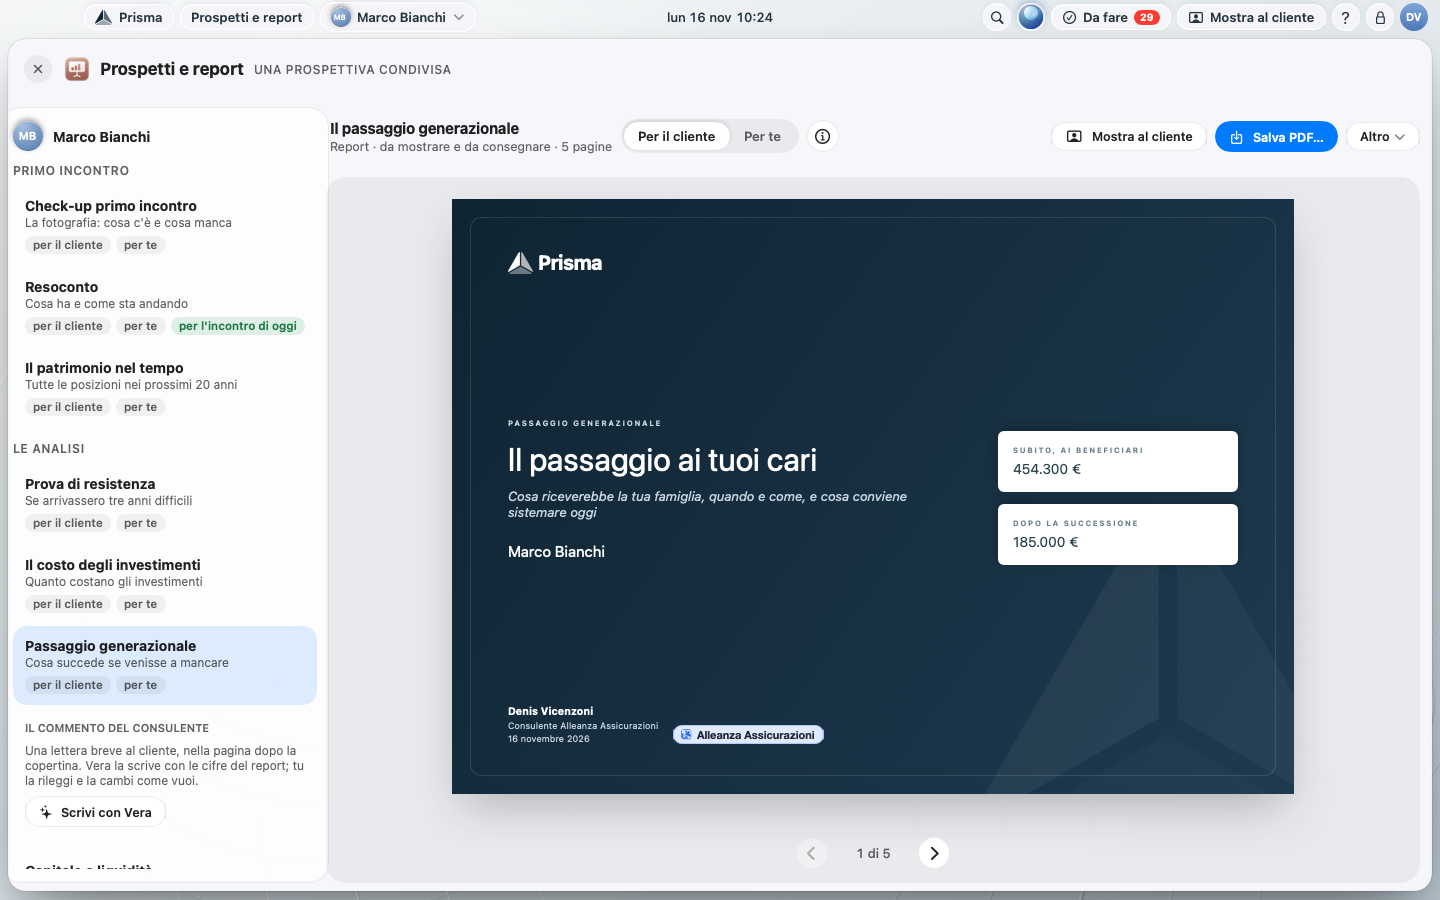 Prisma
Prospetti e report
MB Marco Bianchi
lun 16 nov 10:24
Da fare 29
Mostra al cliente
?
DV
Prospetti e report UNA PROSPETTIVA CONDIVISA
MB Marco Bianchi
PRIMO INCONTRO
Check-up primo incontro
La fotografia: cosa c'è e cosa manca
per il cliente per te
Resoconto
Cosa ha e come sta andando
per il cliente per te per l'incontro di oggi
Il patrimonio nel tempo
Tutte le posizioni nei prossimi 20 anni
per il cliente per te
LE ANALISI
Prova di resistenza
Se arrivassero tre anni difficili
per il cliente per te
Il costo degli investimenti
Quanto costano gli investimenti
per il cliente per te
Passaggio generazionale
Cosa succede se venisse a mancare
per il cliente per te
IL COMMENTO DEL CONSULENTE
Una lettera breve al cliente, nella pagina dopo la
copertina. Vera la scrive con le cifre del report; tu
la rileggi e la cambi come vuoi.
Scrivi con Vera
Il passaggio generazionale
Report · da mostrare e da consegnare · 5 pagine
Per il cliente Per te
Mostra al cliente
Salva PDF...
Altro
Prisma
PASSAGGIO GENERAZIONALE
Il passaggio ai tuoi cari
Cosa riceverebbe la tua famiglia, quando e come, e cosa conviene
sistemare oggi
Marco Bianchi
SUBITO, AI BENEFICIARI
454.300 €
DOPO LA SUCCESSIONE
185.000 €
Denis Vicenzoni
Consulente Alleanza Assicurazioni
16 novembre 2026
Alleanza Assicurazioni
1 di 5